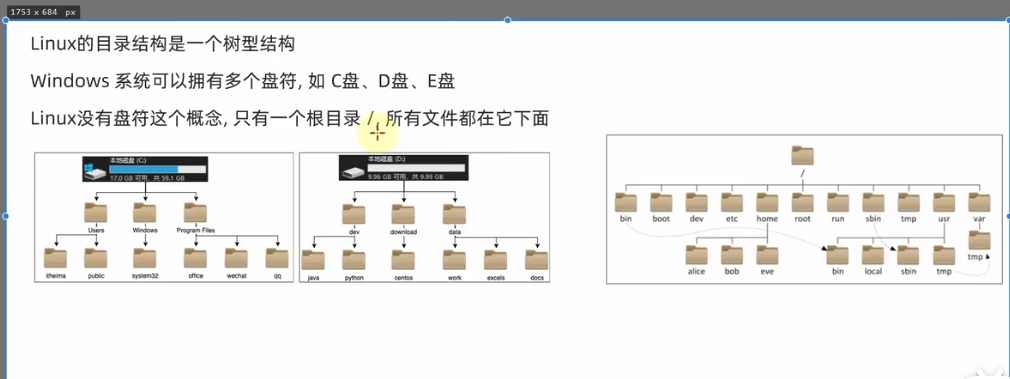 1753 x 684 px
Linux的目录结构是一个树型结构
Windows 系统可以拥有多个盘符, 如 C盘、D盘、E盘
Linux没有盘符这个概念, 只有一个根目录 /, 所有文件都在它下面
本地磁盘 (C:)
17.0 GB 可用, 共 59.1 GB
Users Windows Program Files
itheima public system32 office wechat qq
本地磁盘 (D:)
9.96 GB 可用, 共 9.99 GB
dev download data
java python centos work excels docs
/
bin boot dev etc home root run sbin tmp usr var
alice bob eve bin local sbin tmp tmp